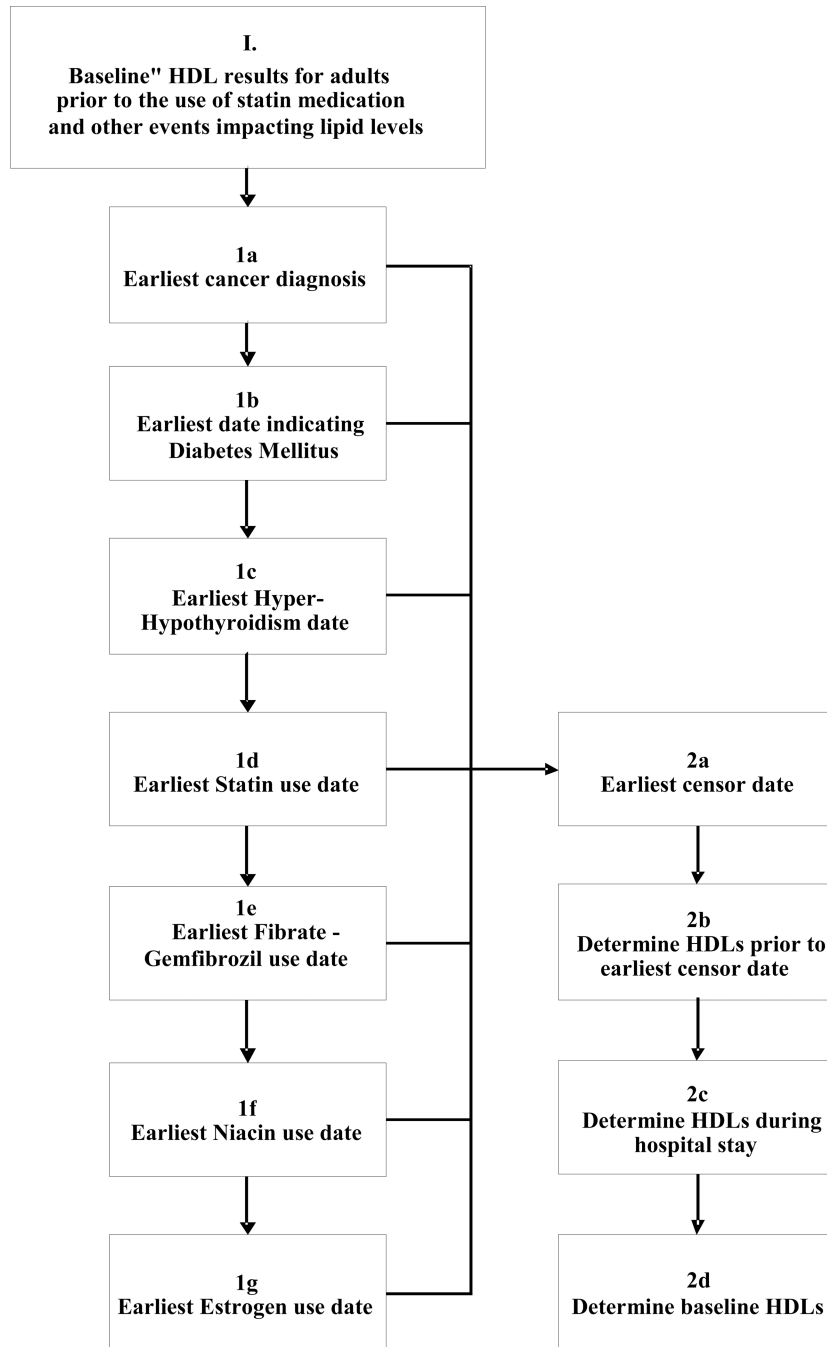 I.
Baseline" HDL results for adults
prior to the use of statin medication
and other events impacting lipid levels
1a
Earliest cancer diagnosis
1b
Earliest date indicating
Diabetes Mellitus
1c
Earliest Hyper-
Hypothyroidism date
1d
Earliest Statin use date
1e
Earliest Fibrate -
Gemfibrozil use date
1f
Earliest Niacin use date
1g
Earliest Estrogen use date
2a
Earliest censor date
2b
Determine HDLs prior to
earliest censor date
2c
Determine HDLs during
hospital stay
2d
Determine baseline HDLs